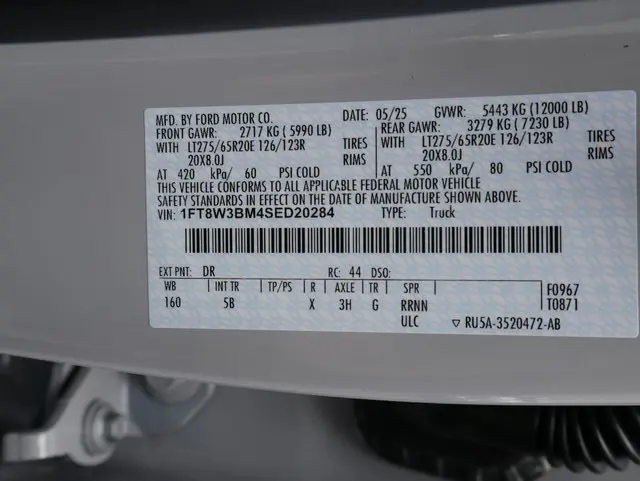 MFD. BY FORD MOTOR CO. DATE: 05/25 GVWR: 5443 KG (12000 LB)
FRONT GAWR: 2717 KG (5990 LB) REAR GAWR: 3279 KG (7230 LB)
WITH LT275/65R20E 126/123R TIRES WITH LT275/65R20E 126/123R TIRES
20X8.0J RIMS 20X8.0J RIMS
AT 420 kPa/ 60 PSI COLD AT 550 kPa/ 80 PSI COLD
THIS VEHICLE CONFORMS TO ALL APPLICABLE FEDERAL MOTOR VEHICLE
SAFETY STANDARDS IN EFFECT ON THE DATE OF MANUFACTURE SHOWN ABOVE.
VIN: 1FT8W3BM4SED20284 TYPE: Truck
EXT PNT: DR RC: 44 DSO:
WB INT TR TP/PS R AXLE TR SPR F0967
160 5B X 3H G RRNN T0871
ULC ▽ RU5A-3520472-AB